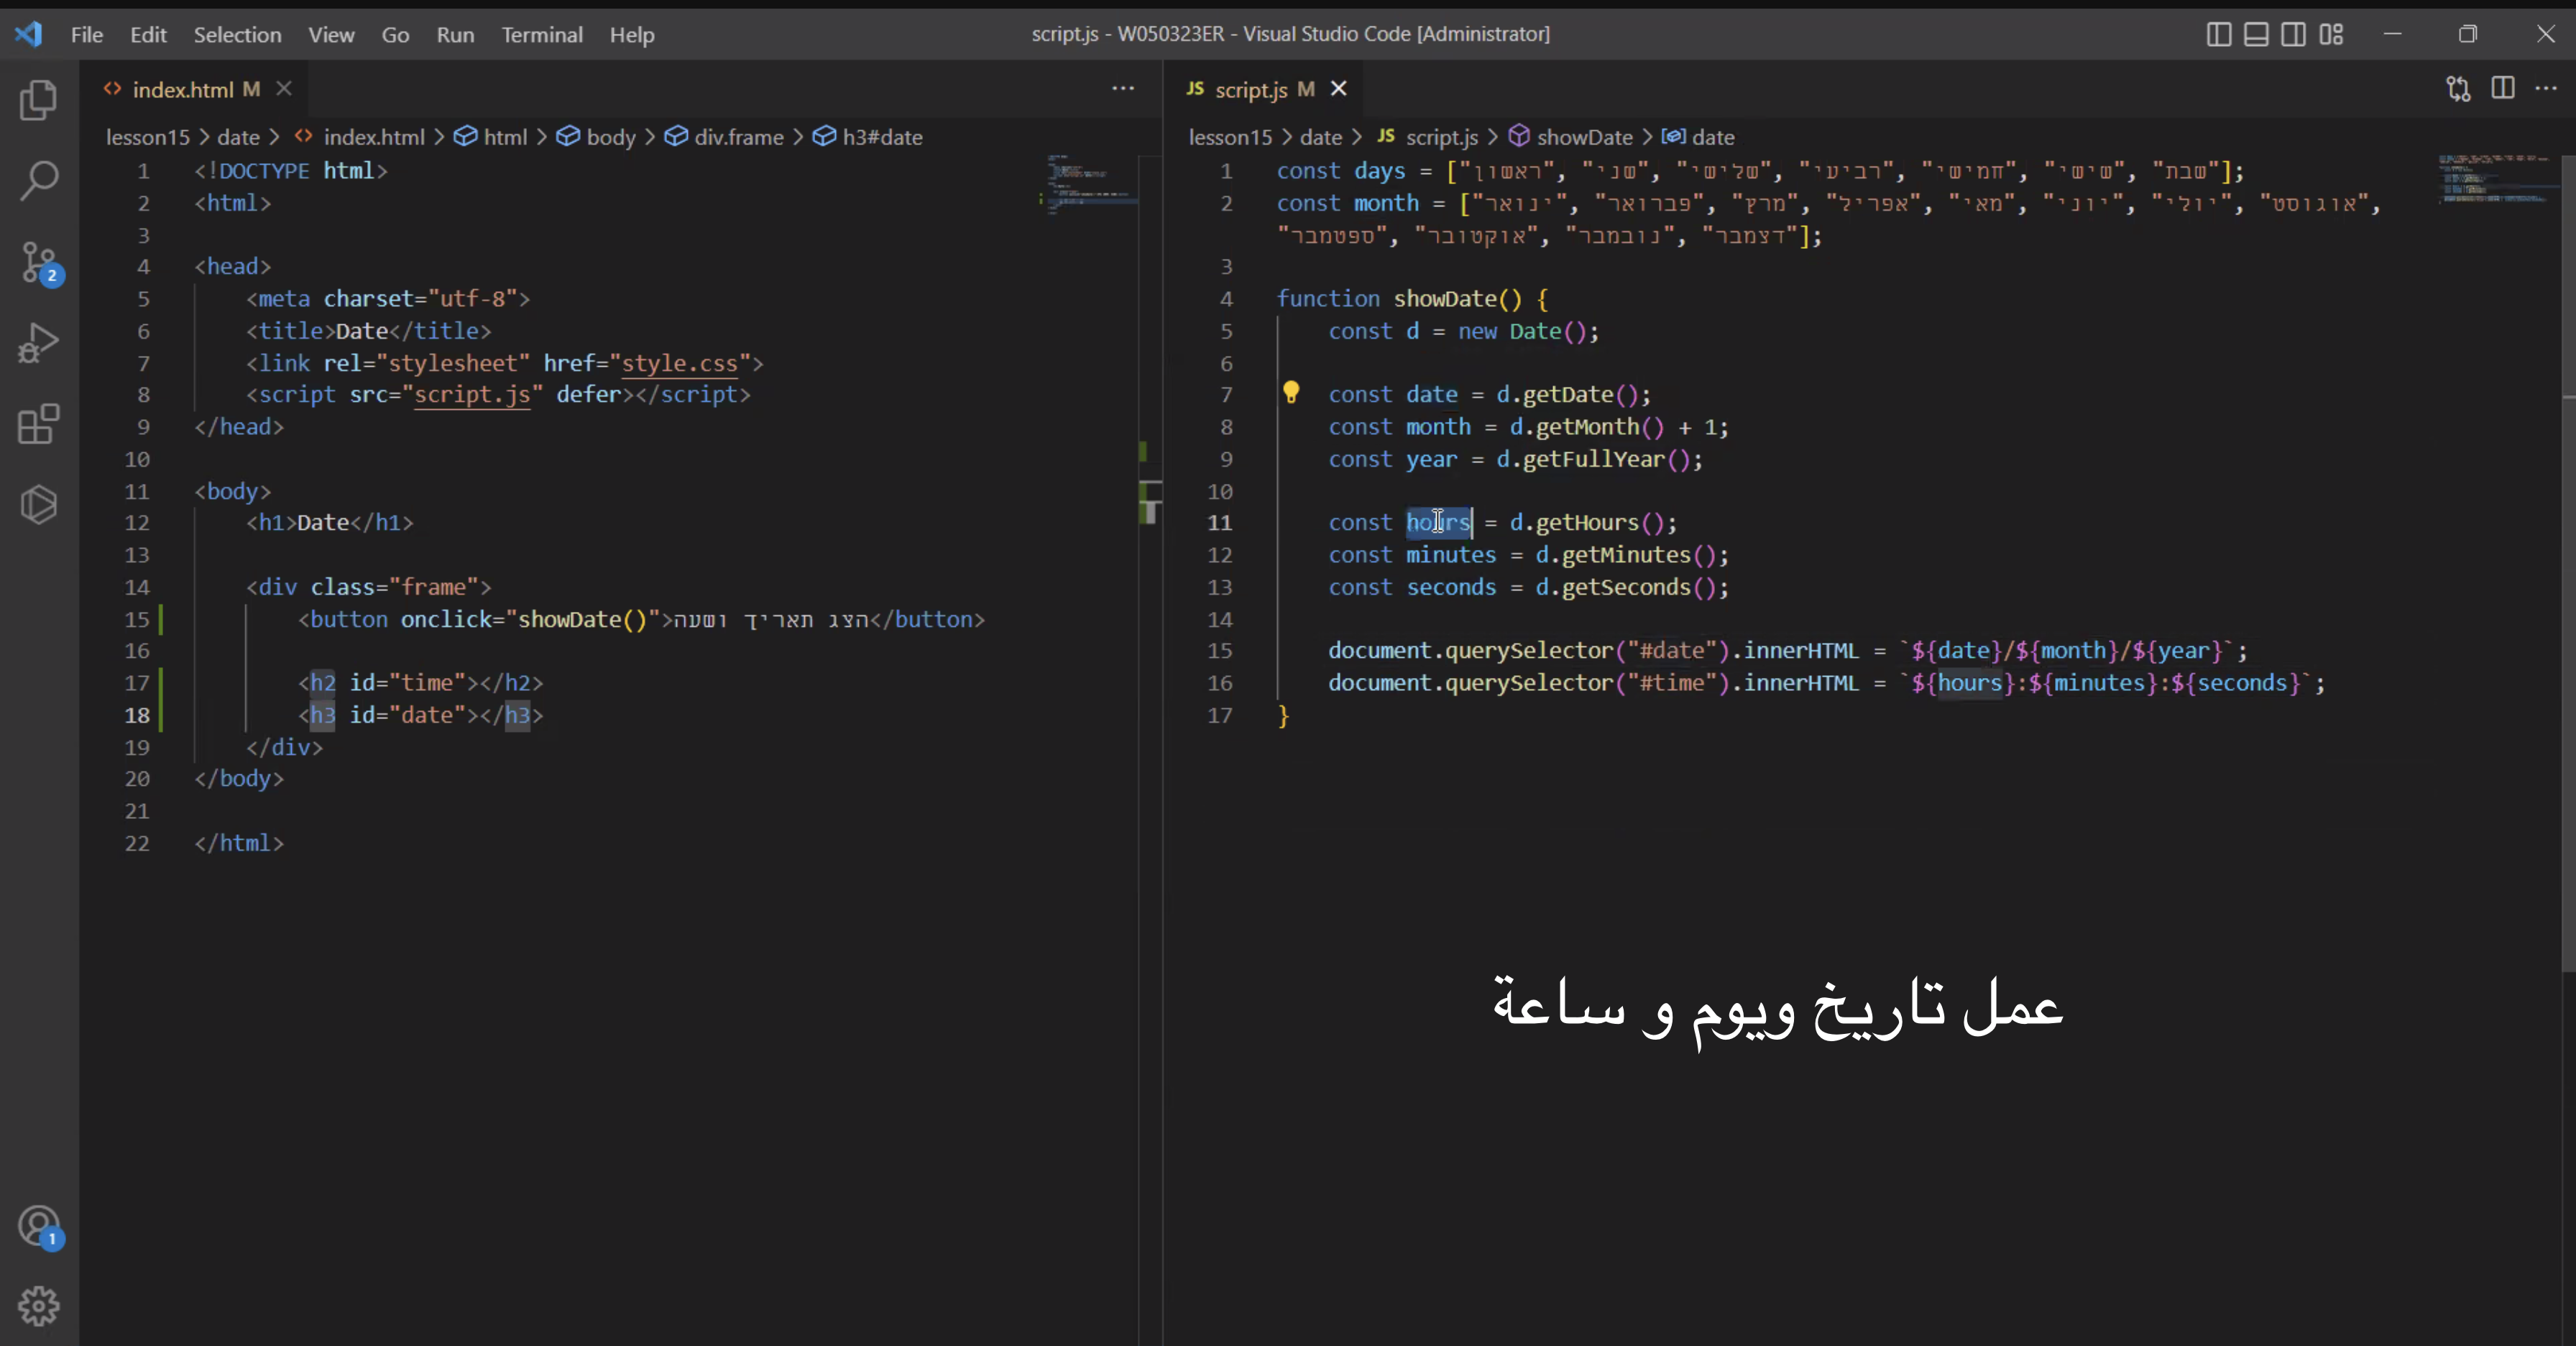 File Edit Selection View Go Run Terminal Help
script.js - W050323ER - Visual Studio Code [Administrator]
index.html M
lesson15 > date > index.html > html > body > div.frame > h3#date
1 <!DOCTYPE html>
2 <html>
3
4 <head>
5 <meta charset="utf-8">
6 <title>Date</title>
7 <link rel="stylesheet" href="style.css">
8 <script src="script.js" defer></script>
9 </head>
10
11 <body>
12 <h1>Date</h1>
13
14 <div class="frame">
15 <button onclick="showDate()">הצג תאריך ושעה</button>
16
17 <h2 id="time"></h2>
18 <h3 id="date"></h3>
19 </div>
20 </body>
21
22 </html>
JS script.js M
lesson15 > date > JS script.js > showDate > date
1 const days = ["ראשון", "שני", "שלישי", "רביעי", "חמישי", "שישי", "שבת"];
2 const month = ["ינואר", "פברואר", "מרץ", "אפריל", "מאי", "יוני", "יולי", "אוגוסט",
"ספטמבר", "אוקטובר", "נובמבר", "דצמבר"];
3
4 function showDate() {
5 const d = new Date();
6
7 const date = d.getDate();
8 const month = d.getMonth() + 1;
9 const year = d.getFullYear();
10
11 const hours = d.getHours();
12 const minutes = d.getMinutes();
13 const seconds = d.getSeconds();
14
15 document.querySelector("#date").innerHTML = `${date}/${month}/${year}`;
16 document.querySelector("#time").innerHTML = `${hours}:${minutes}:${seconds}`;
17 }
عمل تاريخ ويوم و ساعة
2
1